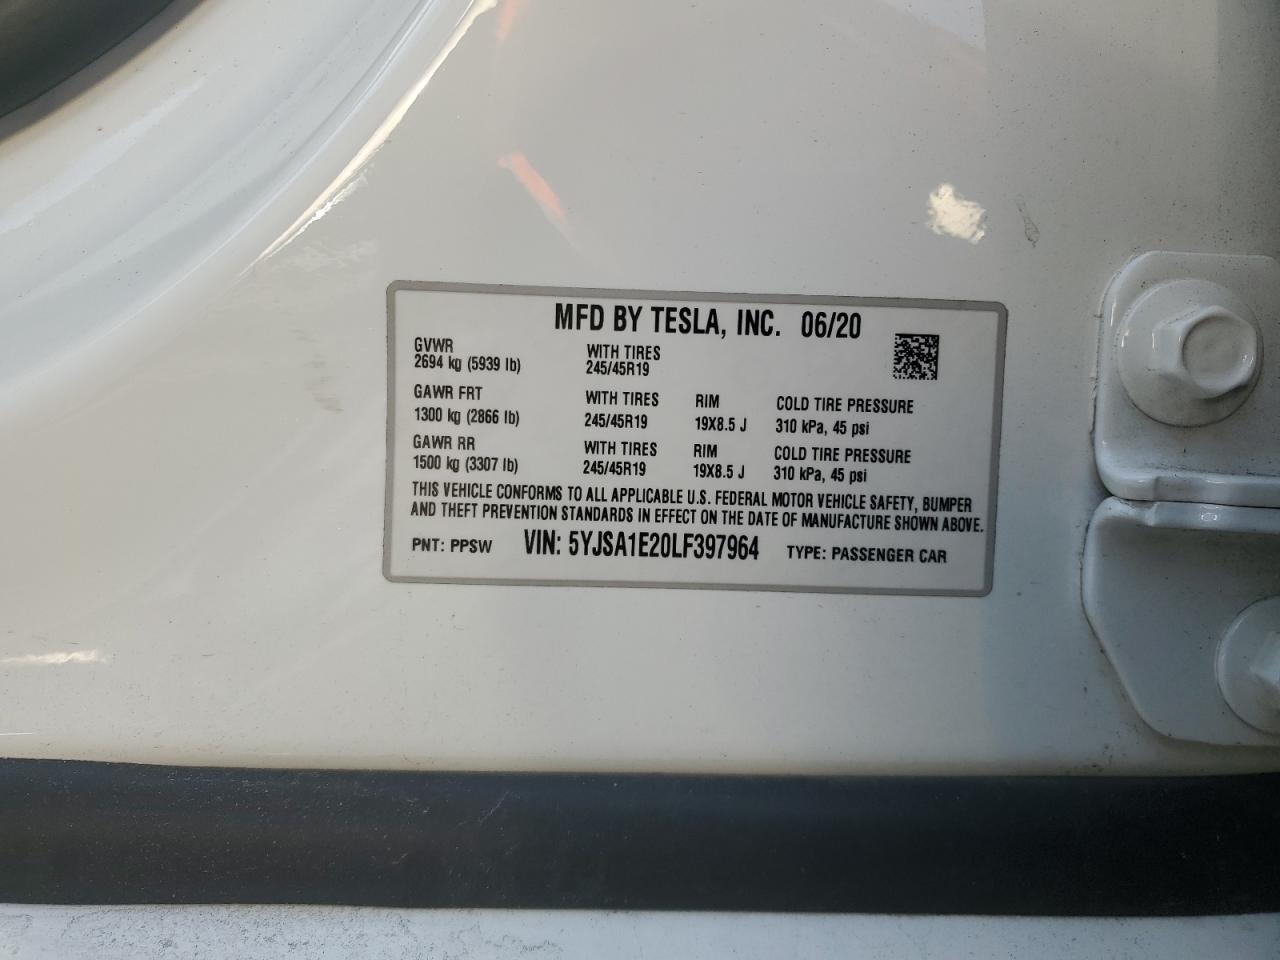 MFD BY TESLA, INC. 06/20
GVWR
2694 kg (5939 lb)
WITH TIRES
245/45R19
GAWR FRT
1300 kg (2866 lb)
WITH TIRES
245/45R19
RIM
19X8.5 J
COLD TIRE PRESSURE
310 kPa, 45 psi
GAWR RR
1500 kg (3307 lb)
WITH TIRES
245/45R19
RIM
19X8.5 J
COLD TIRE PRESSURE
310 kPa, 45 psi
THIS VEHICLE CONFORMS TO ALL APPLICABLE U.S. FEDERAL MOTOR VEHICLE SAFETY, BUMPER
AND THEFT PREVENTION STANDARDS IN EFFECT ON THE DATE OF MANUFACTURE SHOWN ABOVE.
PNT: PPSW VIN: 5YJSA1E20LF397964 TYPE: PASSENGER CAR